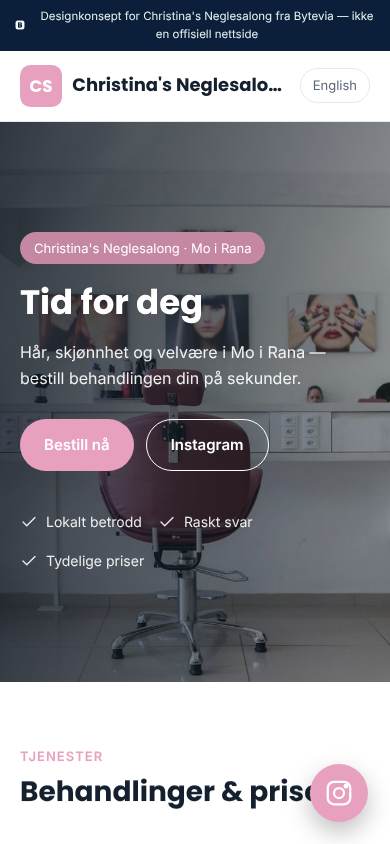 Designkonsept for Christina's Neglesalong fra Bytevia — ikke
en offisiell nettside
CS
Christina's Neglesalo…
English
Christina's Neglesalong · Mo i Rana
Tid for deg
Hår, skjønnhet og velvære i Mo i Rana —
bestill behandlingen din på sekunder.
Bestill nå
Instagram
Lokalt betrodd
Raskt svar
Tydelige priser
TJENESTER
Behandlinger & prise